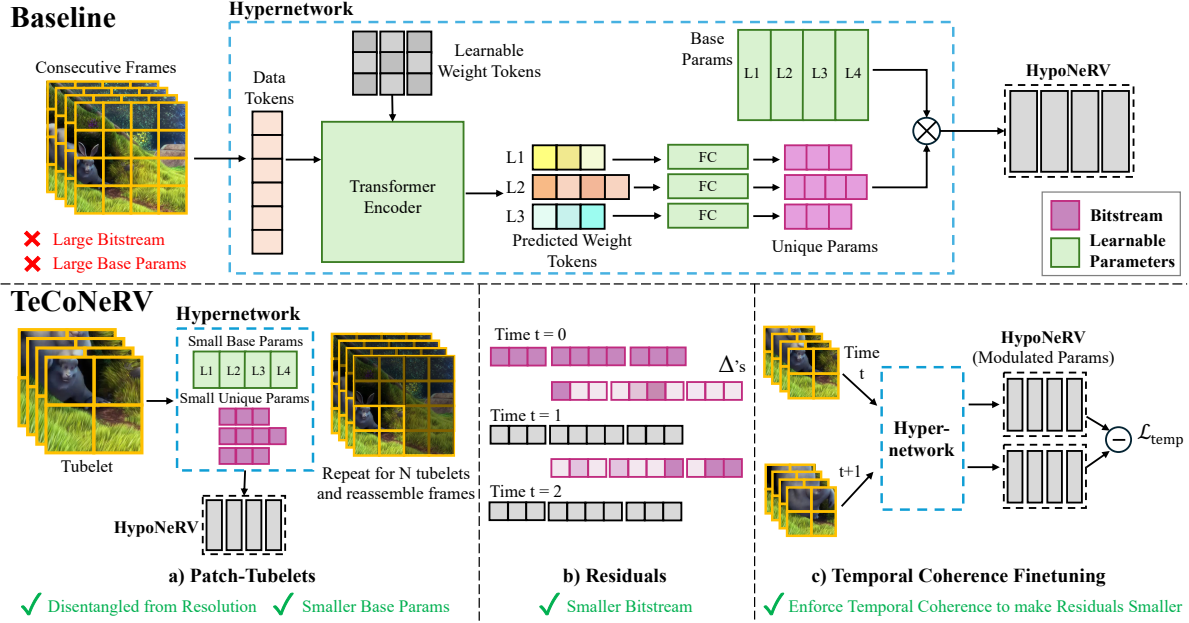 Baseline
Hypernetwork
Consecutive Frames
Data
Tokens
Learnable
Weight Tokens
Base
Params
L1 L2 L3 L4
HypoNeRV
Transformer
Encoder
L1
L2
L3
FC
FC
FC
Predicted Weight
Tokens
Unique Params
Large Bitstream
Large Base Params
Bitstream
Learnable
Parameters
TeCoNeRV
Hypernetwork
Small Base Params
L1 L2 L3 L4
Small Unique Params
Tubelet
Repeat for N tubelets
and reassemble frames
HypoNeRV
a) Patch-Tubelets
Disentangled from Resolution
Smaller Base Params
Time t = 0
Δ's
Time t = 1
Time t = 2
b) Residuals
Smaller Bitstream
Time
t
t+1
Hyper-
network
HypoNeRV
(Modulated Params)
ℒtemp
c) Temporal Coherence Finetuning
Enforce Temporal Coherence to make Residuals Smaller